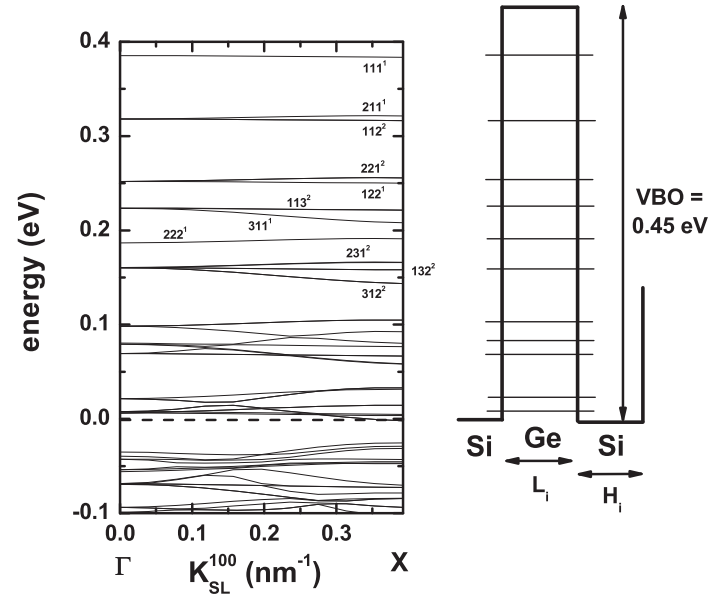 energy (eV)
0.4
0.3
0.2
0.1
0.0
-0.1
111¹
211¹
112²
221²
122¹
113²
311¹
222¹
231²
132²
312²
0.0 0.1 0.2 0.3
Γ K_SL^100 (nm⁻¹) X
VBO =
0.45 eV
Si Ge Si
L_i H_i